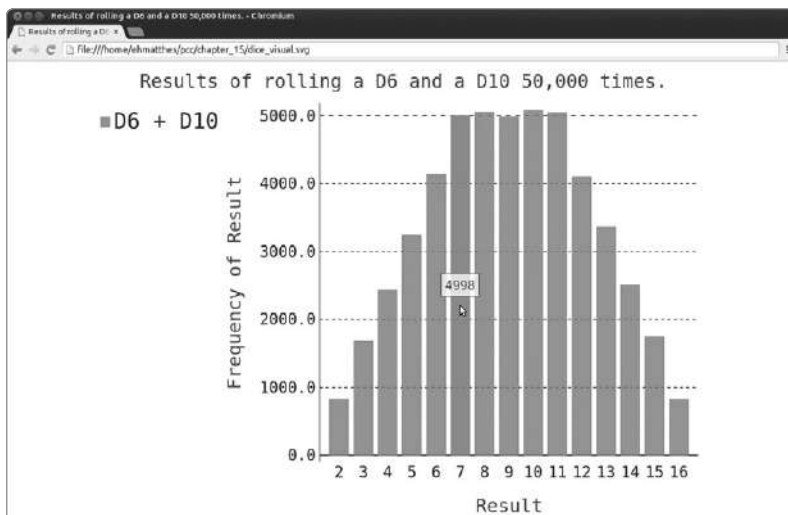 Results of rolling a D6 and a D10 50,000 times. - Chromium
Results of rolling a D6
file:///home/ehmatthes/pcc/chapter_15/dice_visual.svg
Results of rolling a D6 and a D10 50,000 times.
D6 + D10
Frequency of Result
5000.0
4000.0
3000.0
2000.0
1000.0
0.0
4998
2 3 4 5 6 7 8 9 10 11 12 13 14 15 16
Result